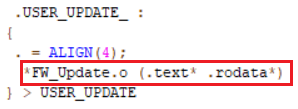 .USER_UPDATE_ :
{
. = ALIGN(4);
*FW_Update.o (.text* .rodata*)
} > USER_UPDATE